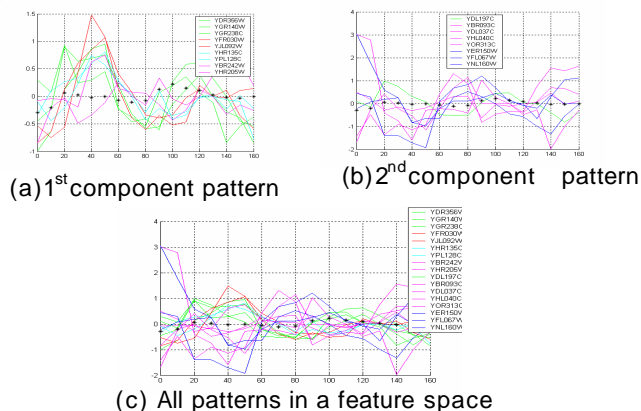 1.5
1
0.5
0
-0.5
-1
0 20 40 60 80 100 120 140 160
YDR356W
YGR140W
YGR238C
YFR030W
YJL092W
YHR135C
YPL128C
YBR242W
YHR205W
(a) 1st component pattern
4
3
2
1
0
-1
-2
0 20 40 60 80 100 120 140 160
YDL197C
YBR093C
YDL037C
YHL040C
YOR313C
YER150W
YFL067W
YNL160W
(b) 2nd component pattern
4
3
2
1
0
-1
-2
0 20 40 60 80 100 120 140 160
YDR356W
YGR140W
YGR238C
YFR030W
YJL092W
YHR135C
YPL128C
YBR242W
YHR205W
YDL197C
YBR093C
YDL037C
YHL040C
YOR313C
YER150W
YFL067W
YNL160W
(c) All patterns in a feature space